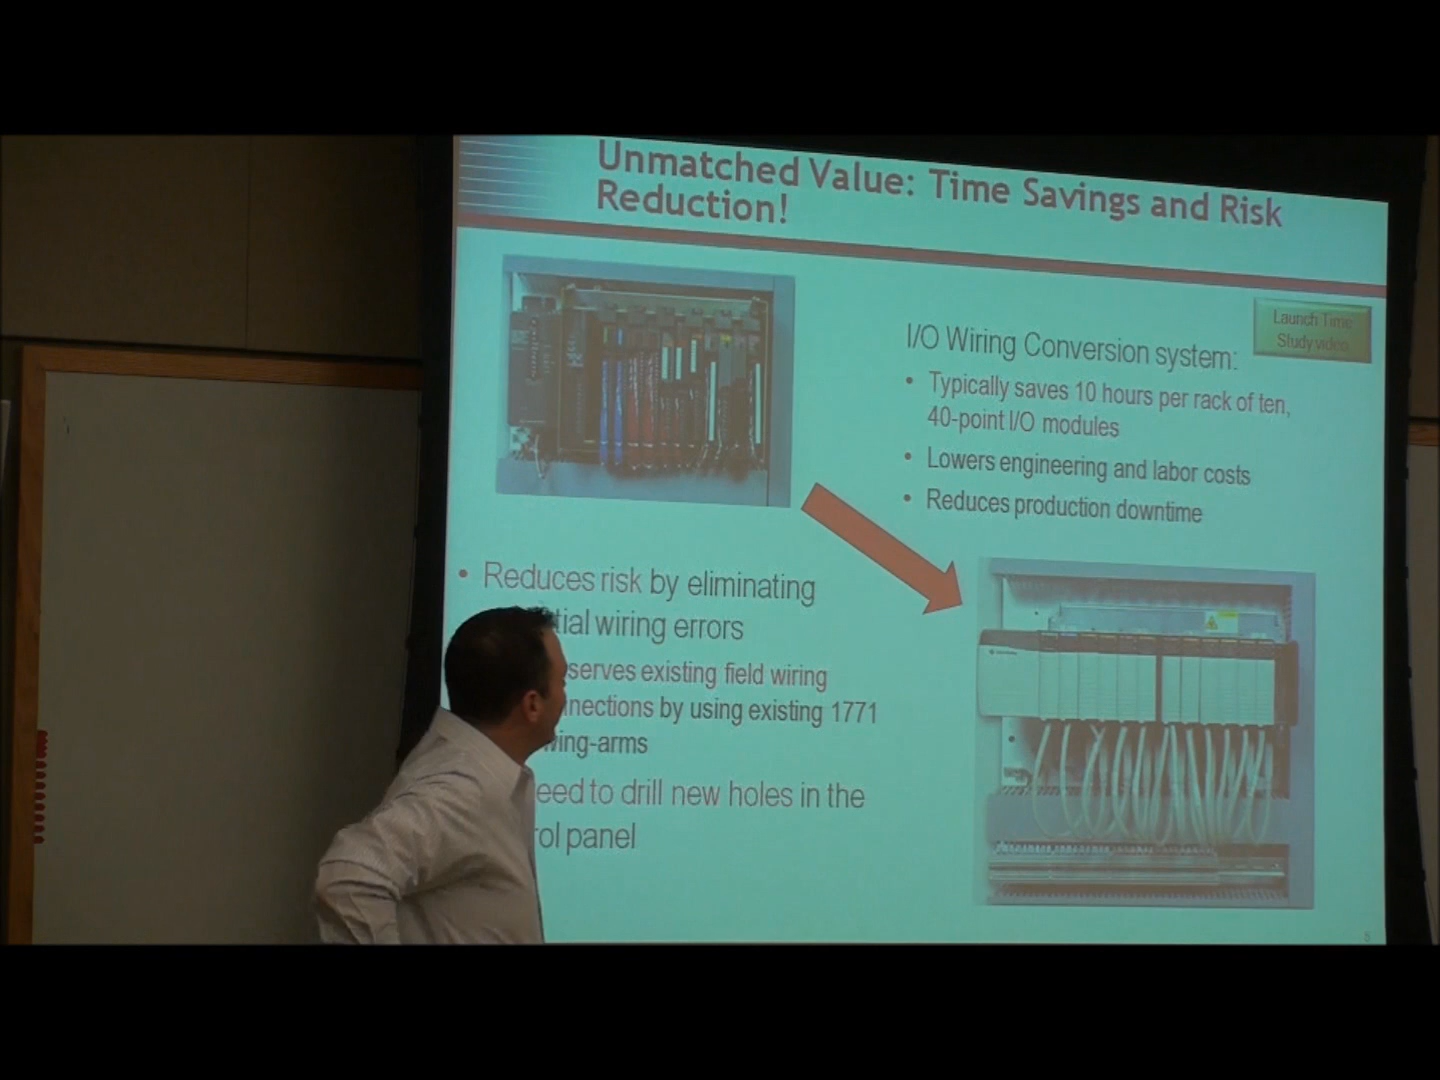 Unmatched Value: Time Savings and Risk
Reduction!
Launch Time
Study video
I/O Wiring Conversion system:
• Typically saves 10 hours per rack of ten,
40-point I/O modules
• Lowers engineering and labor costs
• Reduces production downtime
• Reduces risk by eliminating
tial wiring errors
serves existing field wiring
nnections by using existing 1771
wing-arms
eed to drill new holes in the
rol panel